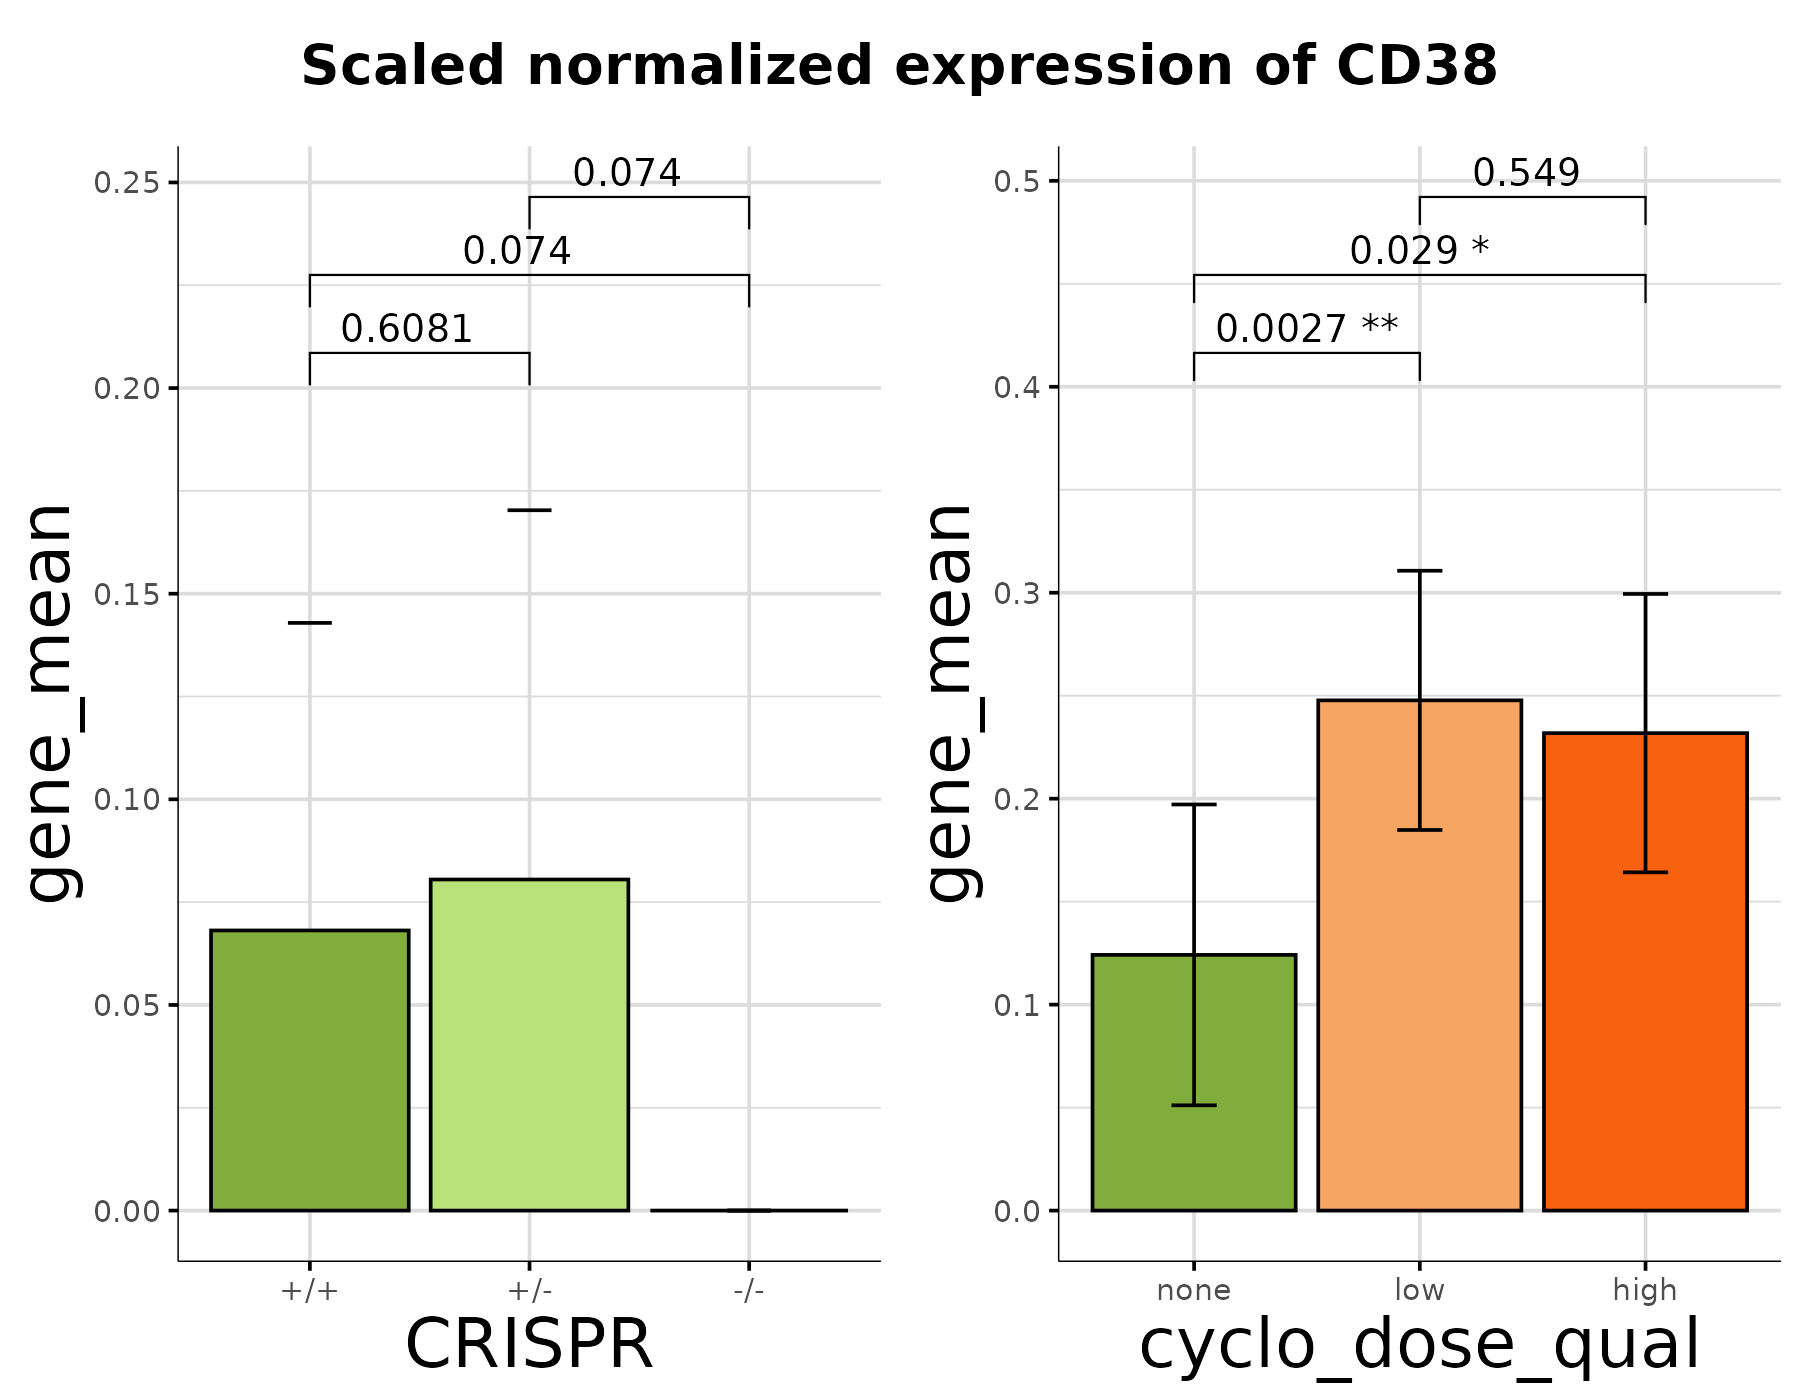 Scaled normalized expression of CD38
gene_mean
0.25
0.20
0.15
0.10
0.05
0.00
0.074
0.074
0.6081
+/+
+/-
-/-
CRISPR
gene_mean
0.5
0.4
0.3
0.2
0.1
0.0
0.549
0.029 *
0.0027 **
none
low
high
cyclo_dose_qual